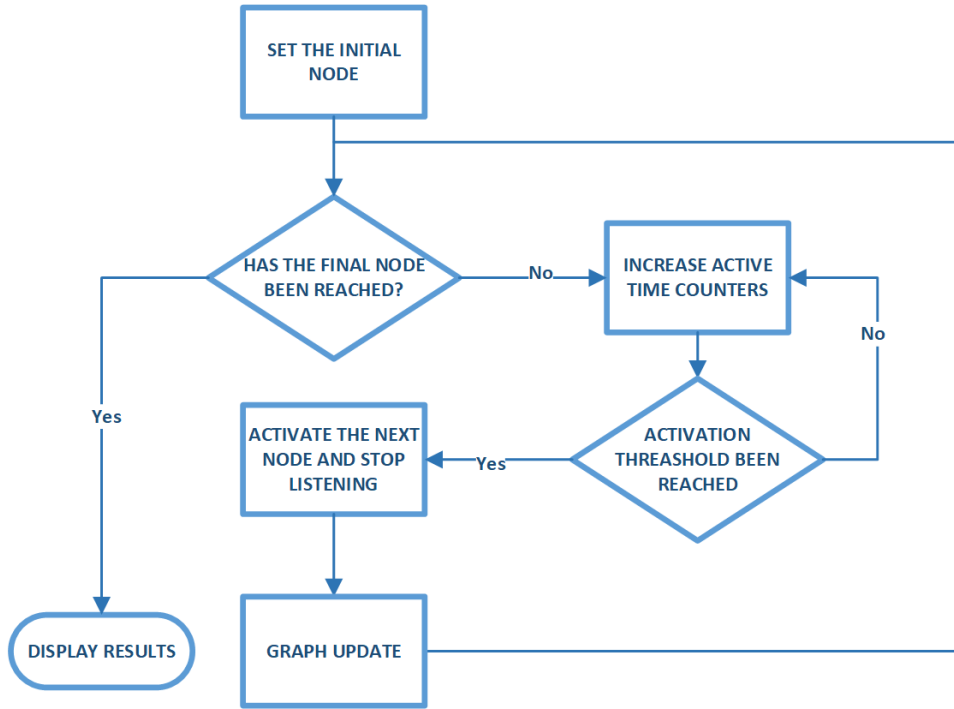 SET THE INITIAL
NODE
HAS THE FINAL NODE
BEEN REACHED?
No
INCREASE ACTIVE
TIME COUNTERS
No
Yes
ACTIVATE THE NEXT
NODE AND STOP
LISTENING
Yes
ACTIVATION
THREASHOLD BEEN
REACHED
DISPLAY RESULTS
GRAPH UPDATE